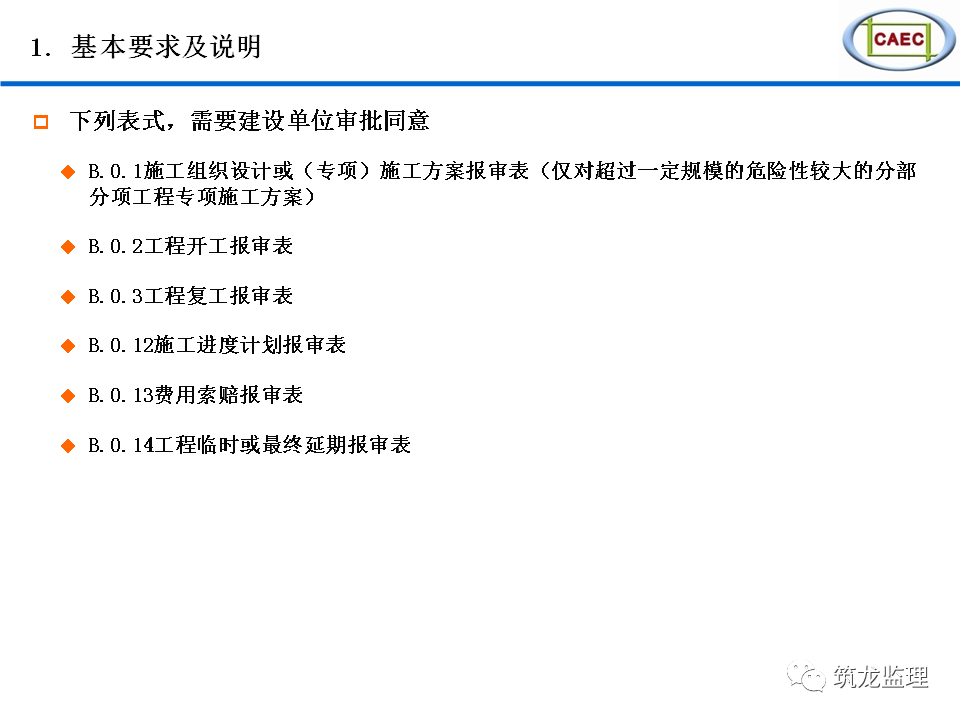 1. 基本要求及说明
CAEC
下列表式，需要建设单位审批同意
B.0.1施工组织设计或（专项）施工方案报审表（仅对超过一定规模的危险性较大的分部
分项工程专项施工方案）
B.0.2工程开工报审表
B.0.3工程复工报审表
B.0.12施工进度计划报审表
B.0.13费用索赔报审表
B.0.14工程临时或最终延期报审表
筑龙监理